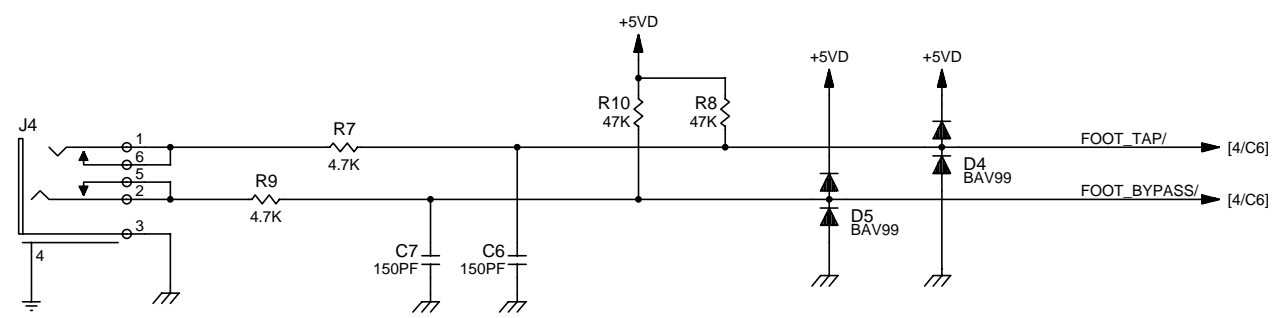 +5VD
+5VD
+5VD
R10
47K
R8
47K
J4
1
6
5
2
3
4
R7
4.7K
R9
4.7K
FOOT_TAP/
[4/C6]
D4
BAV99
FOOT_BYPASS/
[4/C6]
D5
BAV99
C7
150PF
C6
150PF